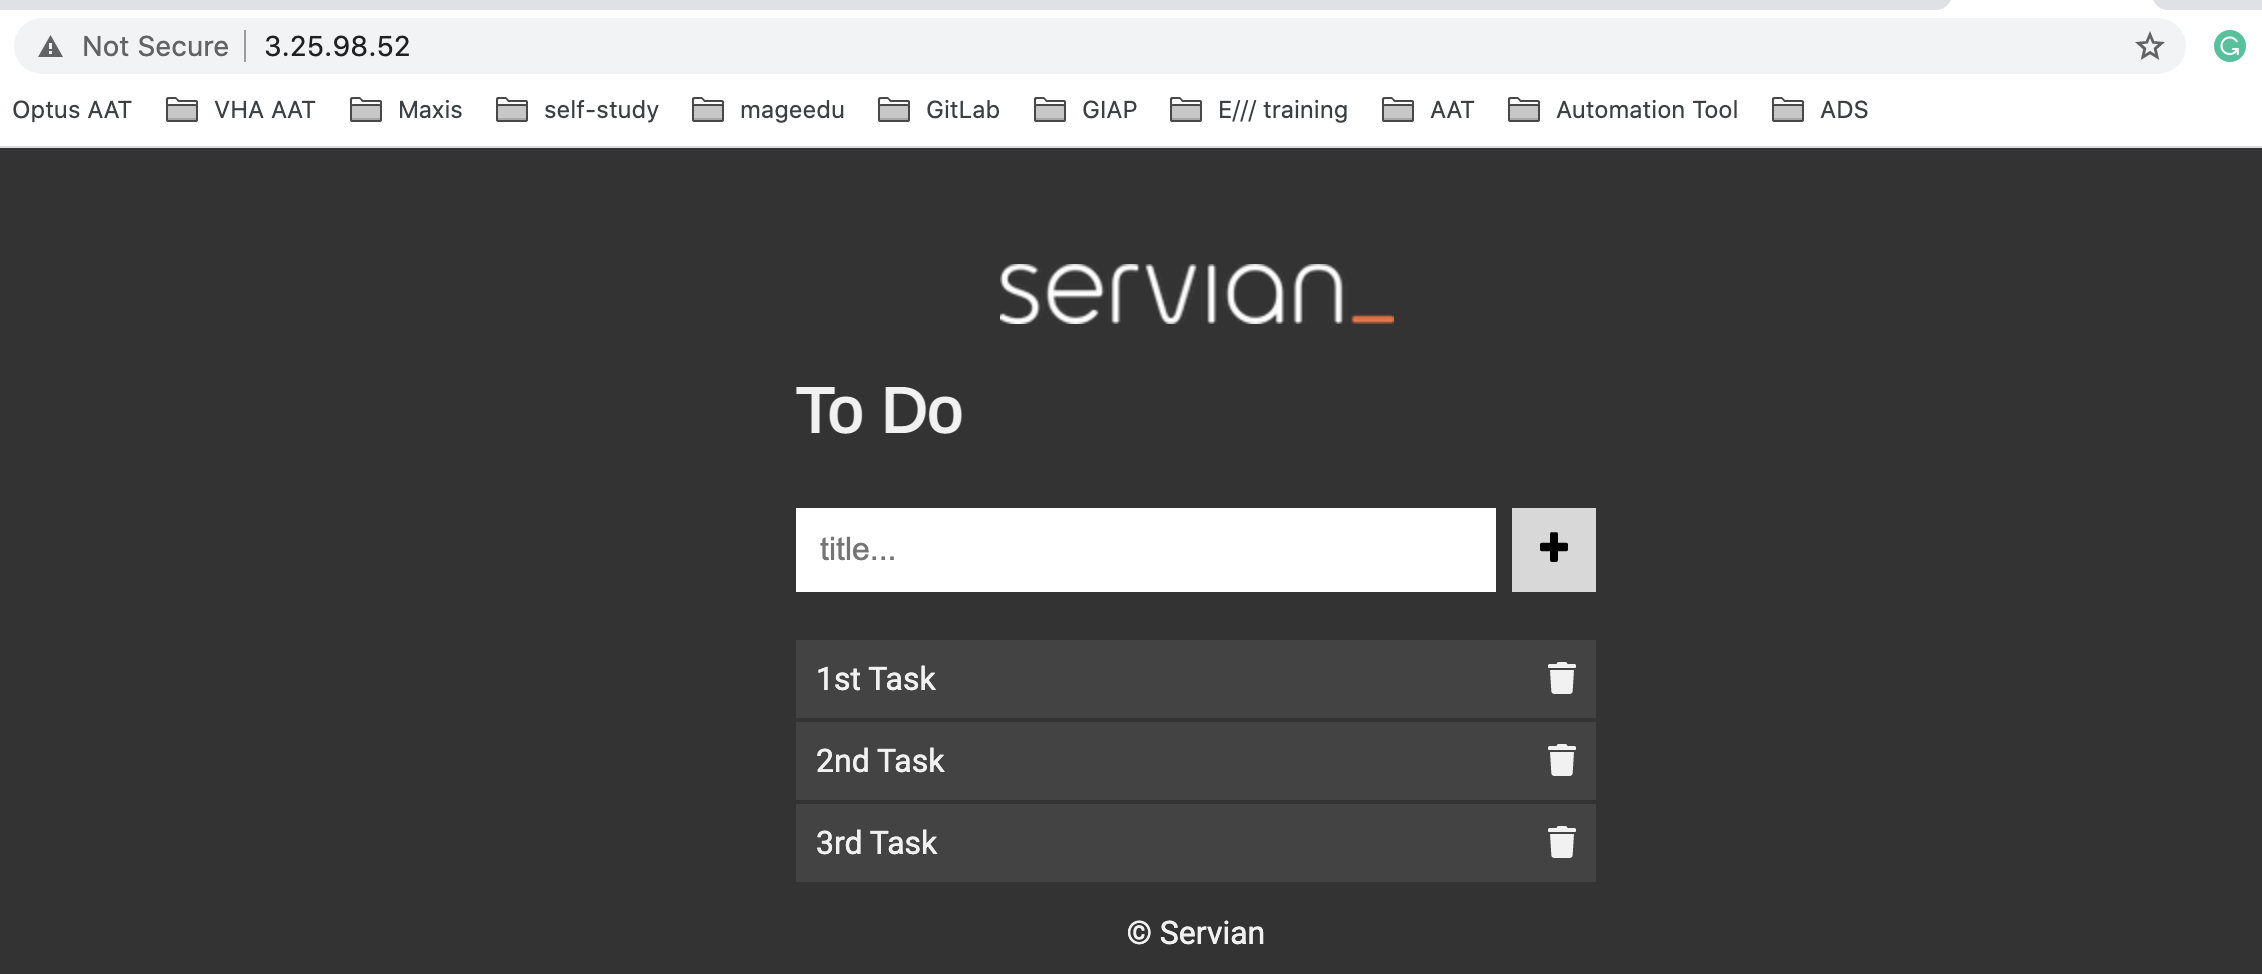 Not Secure 3.25.98.52
Optus AAT VHA AAT Maxis self-study mageedu GitLab GIAP E/// training AAT Automation Tool ADS
servian_
To Do
title...
1st Task
2nd Task
3rd Task
© Servian